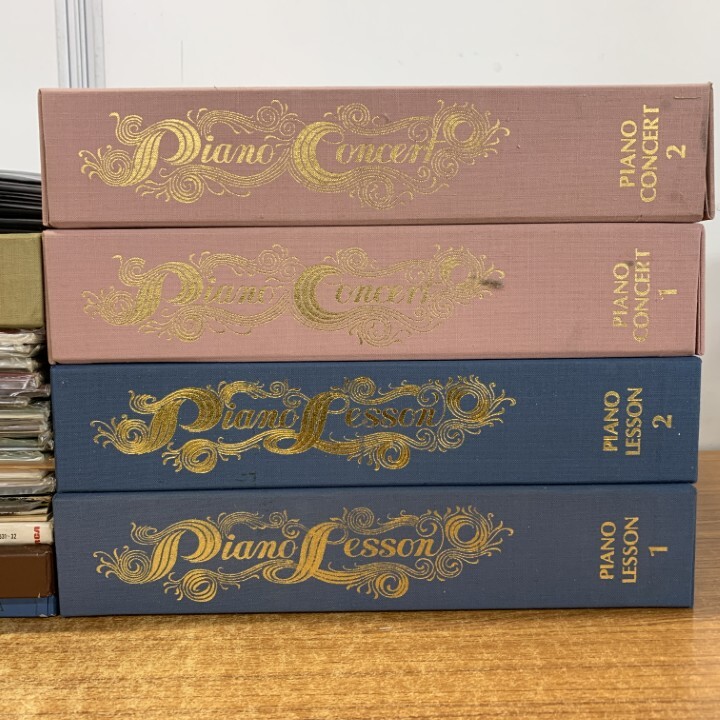 Piano Concert
PIANO
CONCERT
2
Piano Concert
PIANO
CONCERT
1
Piano Lesson
PIANO
LESSON
2
Piano Lesson
PIANO
LESSON
1
RCA